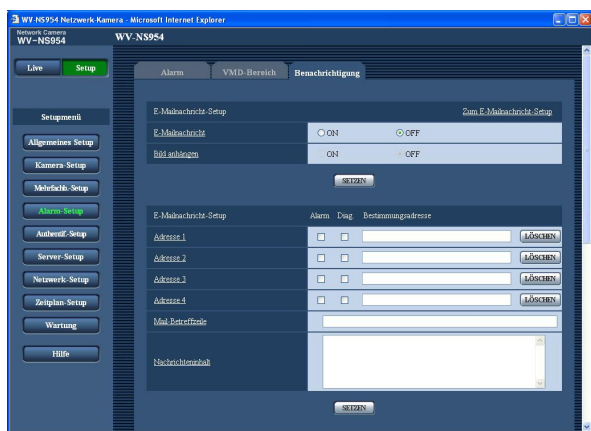 WV-NS954 Netzwerk-Kamera - Microsoft Internet Explorer
Network Camera
WV-NS954
WV-NS954
Live
Setup
Setupmenü
Allgemeines Setup
Kamera-Setup
Mehrfachb.-Setup
Alarm-Setup
Authentif.-Setup
Server-Setup
Netzwerk-Setup
Zeitplan-Setup
Wartung
Hilfe
Alarm VMD-Bereich Benachrichtigung
E-Mailnachricht-Setup Zum E-Mailnachricht-Setup
E-Mailnachricht ON OFF
Bild anhängen ON OFF
SETZEN
E-Mailnachricht-Setup Alarm Diag. Bestimmungsadresse
Adresse 1 LÖSCHEN
Adresse 2 LÖSCHEN
Adresse 3 LÖSCHEN
Adresse 4 LÖSCHEN
Mail-Betreffzeile
Nachrichteninhalt
SETZEN